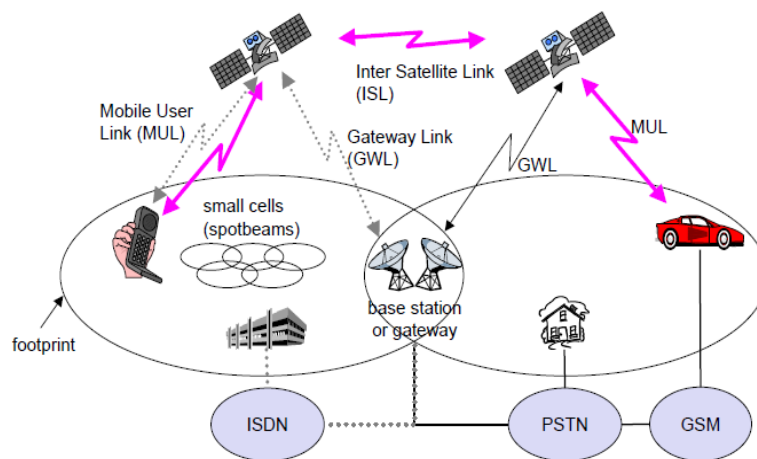 Inter Satellite Link
(ISL)
Mobile User
Link (MUL)
Gateway Link
(GWL)
MUL
GWL
small cells
(spotbeams)
base station
or gateway
footprint
ISDN
PSTN
GSM